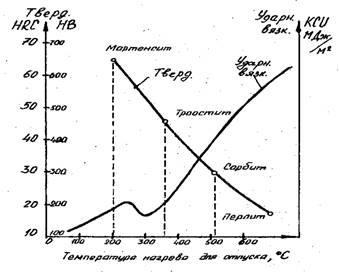 Тверд.
HRC HB
Ударн. вязк.
KCU
МДж/м²
70 700
60 600
50 500
40 400
30 300
20 200
10 100
Мартенсит
Тверд.
Ударн.
вязк.
Троостит
Сорбит
Перлит
0 100 200 300 400 500 600
Температура нагрева для отпуска, °С